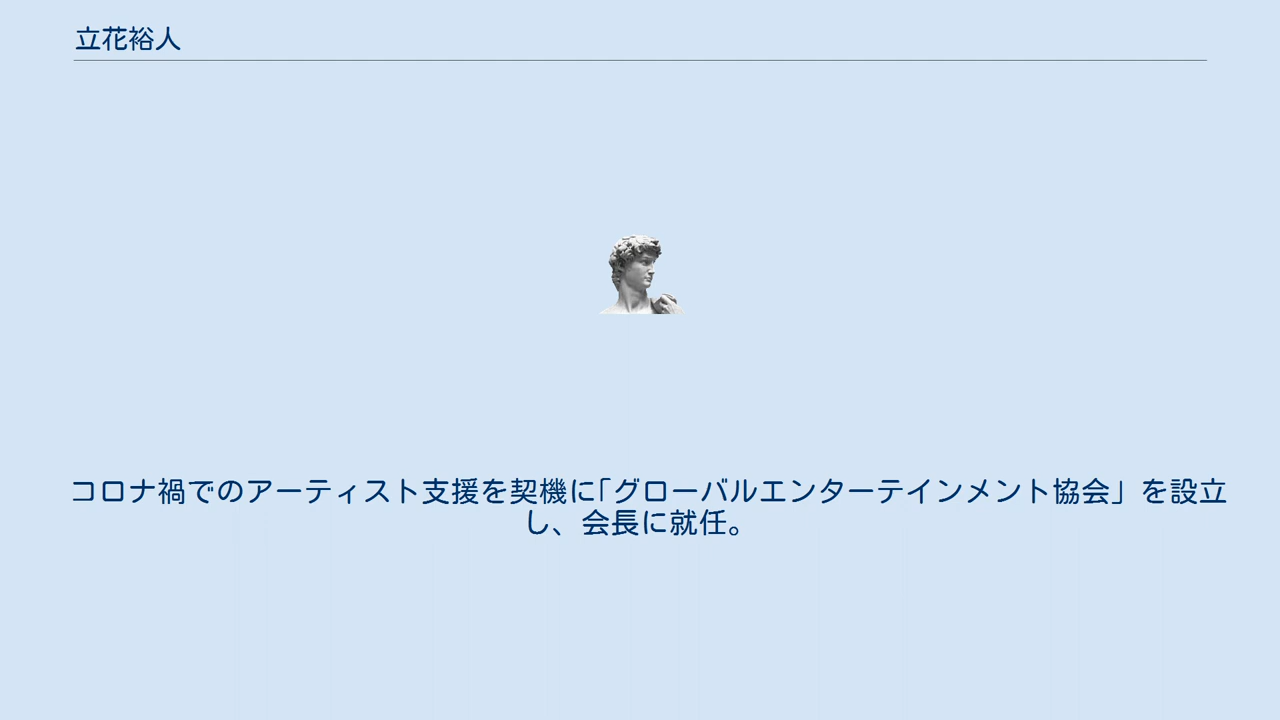 立花裕人
コロナ禍でのアーティスト支援を契機に「グローバルエンターテインメント協会」を設立
し、会長に就任。